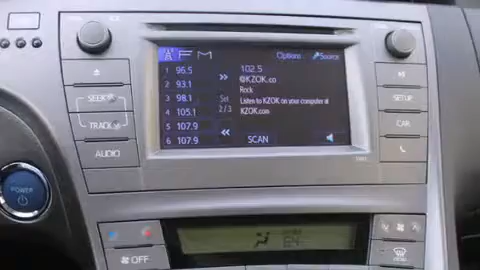 FM
Options
Source
1 96.5
2 93.1
3 98.1
4 105.1
5 107.9
6 107.9
Sel
2/3
102.5
@KZOK.co
Rock
Listen to KZOK on your computer at
KZOK.com
SCAN
SEEK
TRACK
AUDIO
SETUP
CAR
POWER
OFF